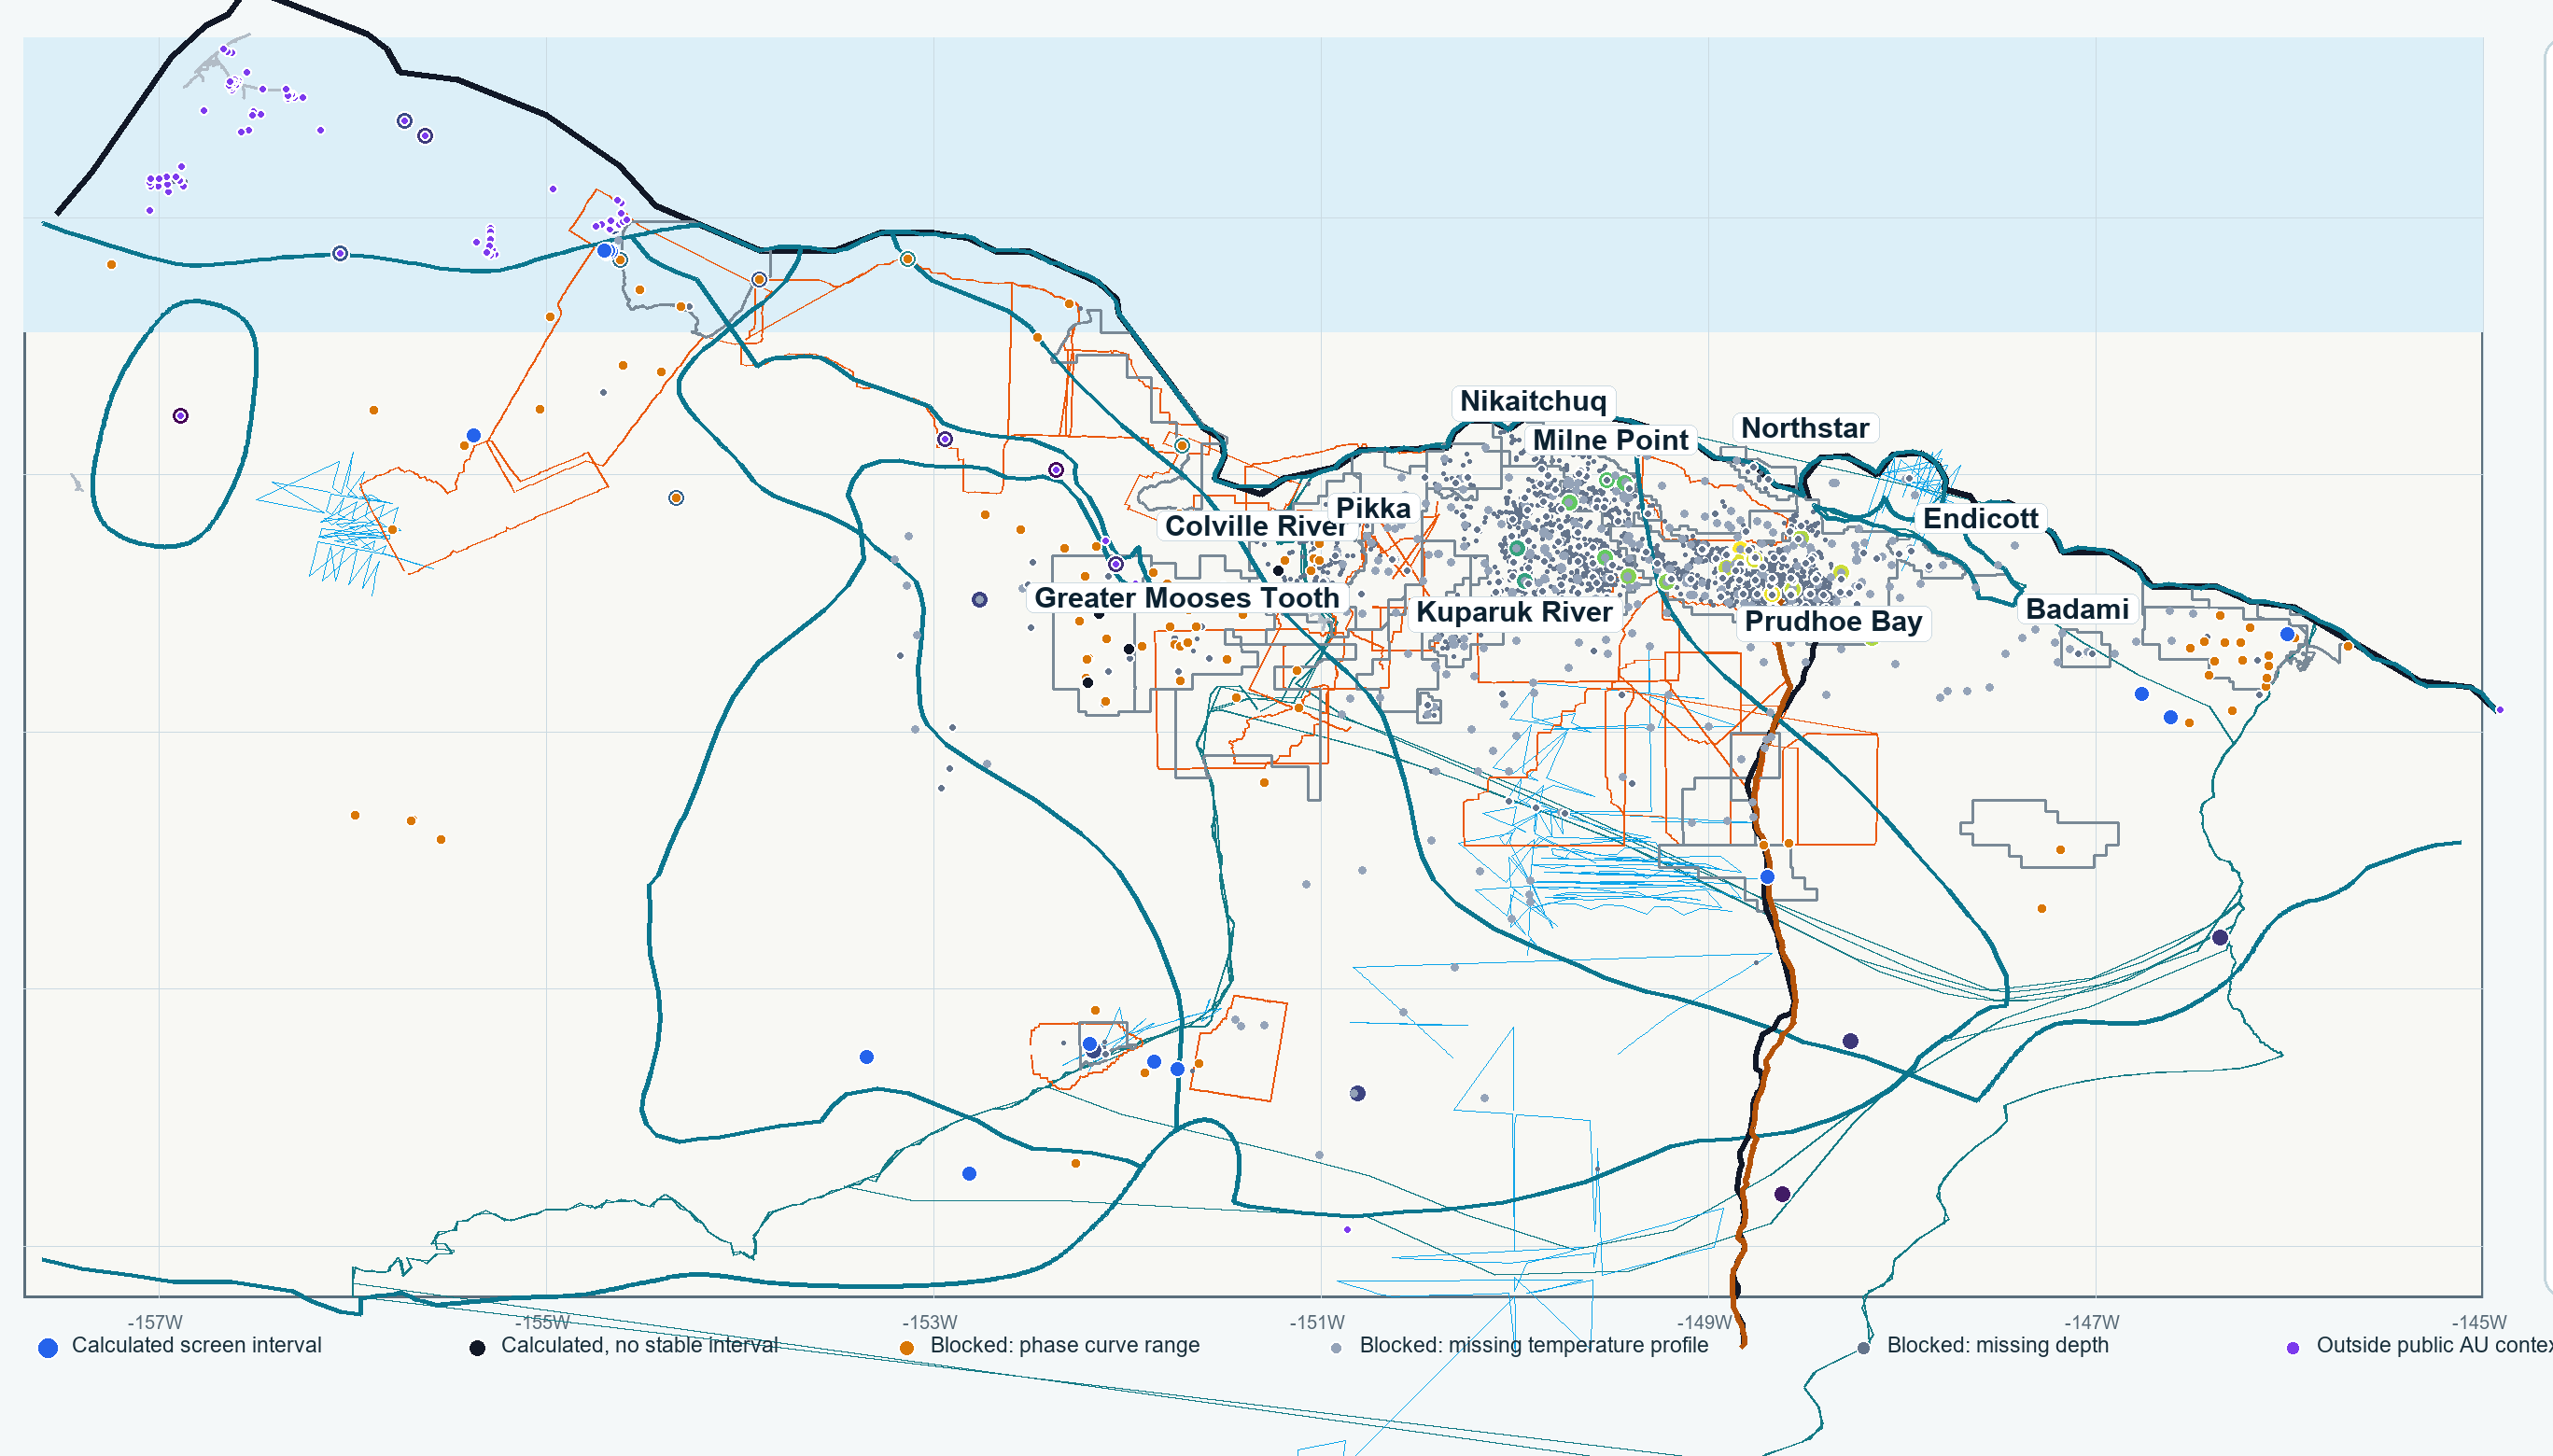 Nikaitchuq
Northstar
Milne Point
Pikka
Endicott
Colville River
Greater Mooses Tooth
Badami
Kuparuk River
Prudhoe Bay
-157W
-155W
-153W
-151W
-149W
-147W
-145W
Calculated screen interval
Calculated, no stable interval
Blocked: phase curve range
Blocked: missing temperature profile
Blocked: missing depth
Outside public AU